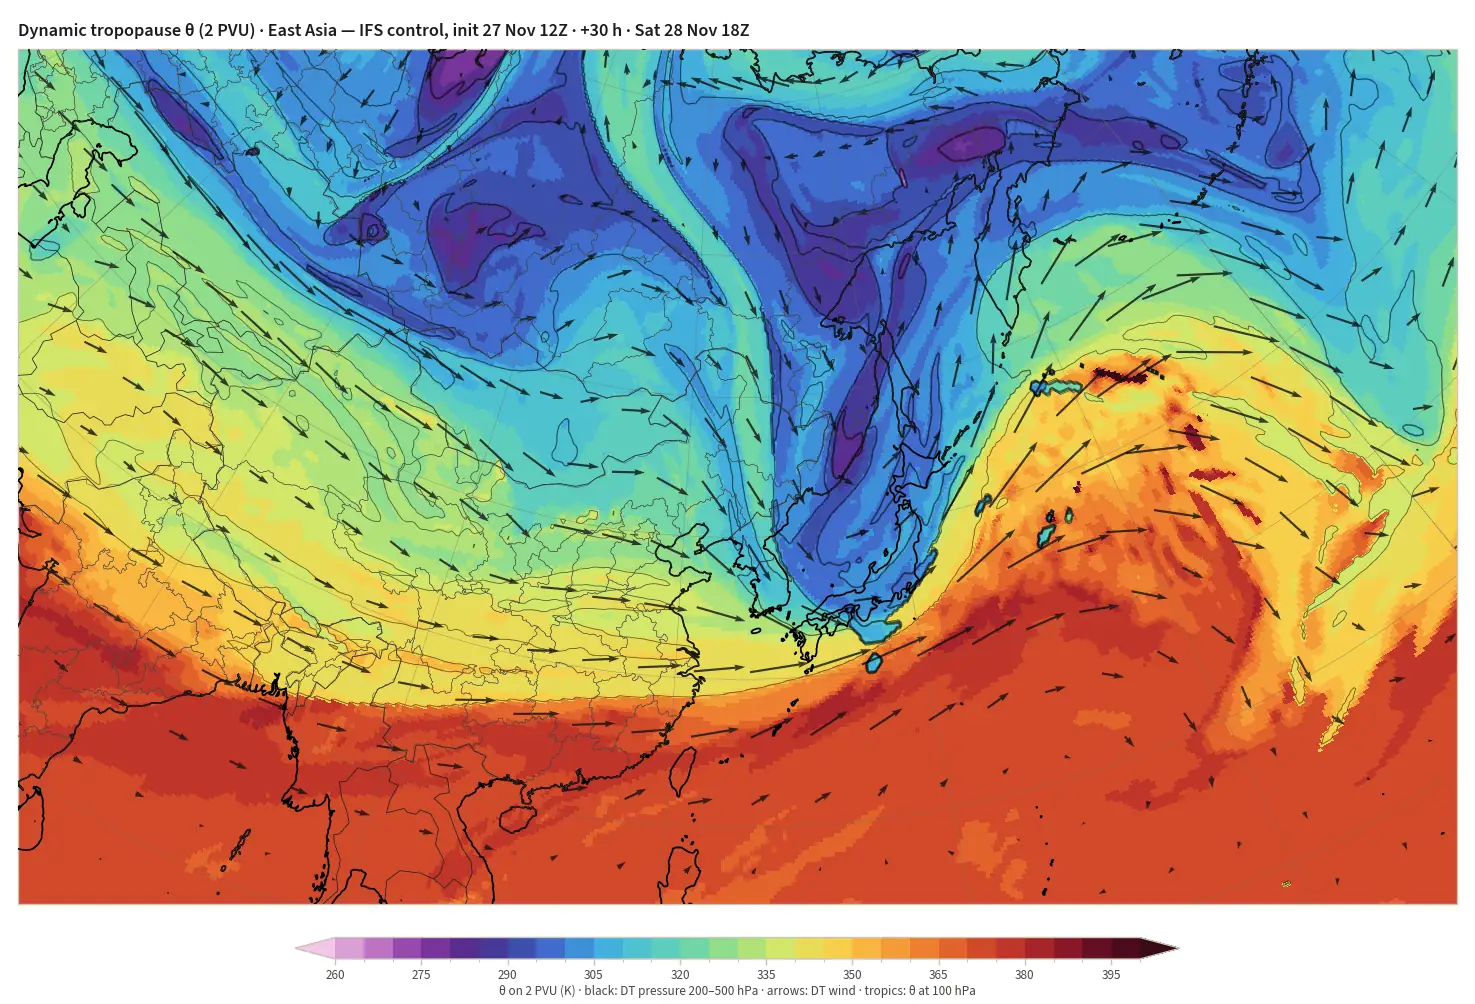 Dynamic tropopause θ (2 PVU) · East Asia — IFS control, init 27 Nov 12Z · +30 h · Sat 28 Nov 18Z
260 275 290 305 320 335 350 365 380 395
θ on 2 PVU (K) · black: DT pressure 200–500 hPa · arrows: DT wind · tropics: θ at 100 hPa